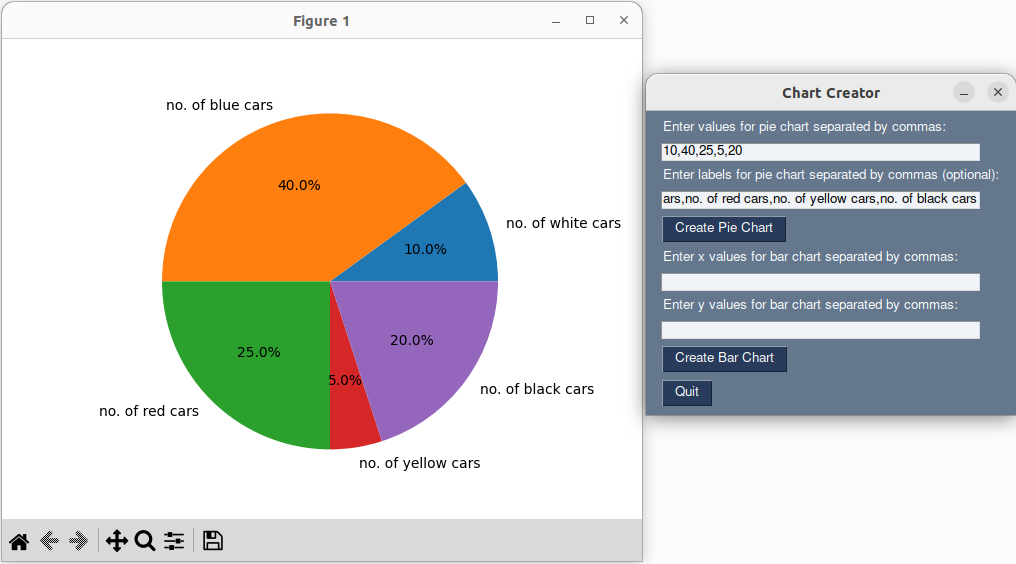 Figure 1
no. of blue cars
40.0%
no. of white cars
10.0%
25.0%
20.0%
5.0%
no. of black cars
no. of red cars
no. of yellow cars
Chart Creator
Enter values for pie chart separated by commas:
10,40,25,5,20
Enter labels for pie chart separated by commas (optional):
ars,no. of red cars,no. of yellow cars,no. of black cars
Create Pie Chart
Enter x values for bar chart separated by commas:
Enter y values for bar chart separated by commas:
Create Bar Chart
Quit